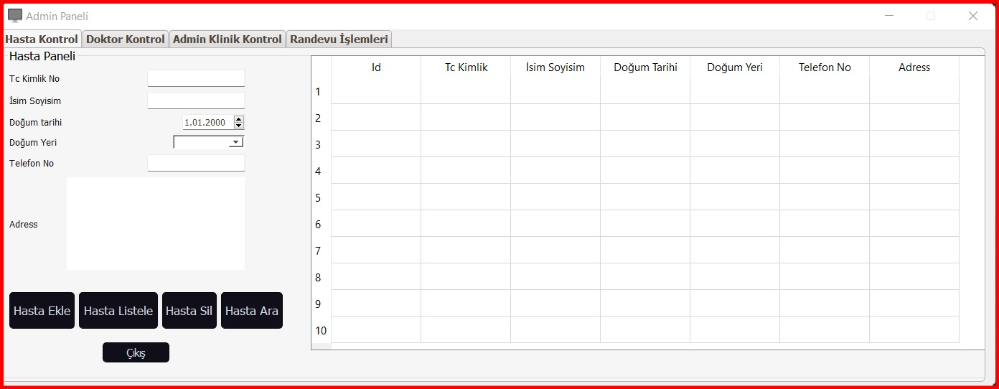 Admin Paneli
Hasta Kontrol Doktor Kontrol Admin Klinik Kontrol Randevu İşlemleri
Hasta Paneli
Tc Kimlik No
İsim Soyisim
Doğum tarihi 1.01.2000
Doğum Yeri
Telefon No
Adress
Hasta Ekle Hasta Listele Hasta Sil Hasta Ara
Çıkış
Id Tc Kimlik İsim Soyisim Doğum Tarihi Doğum Yeri Telefon No Adress
1
2
3
4
5
6
7
8
9
10